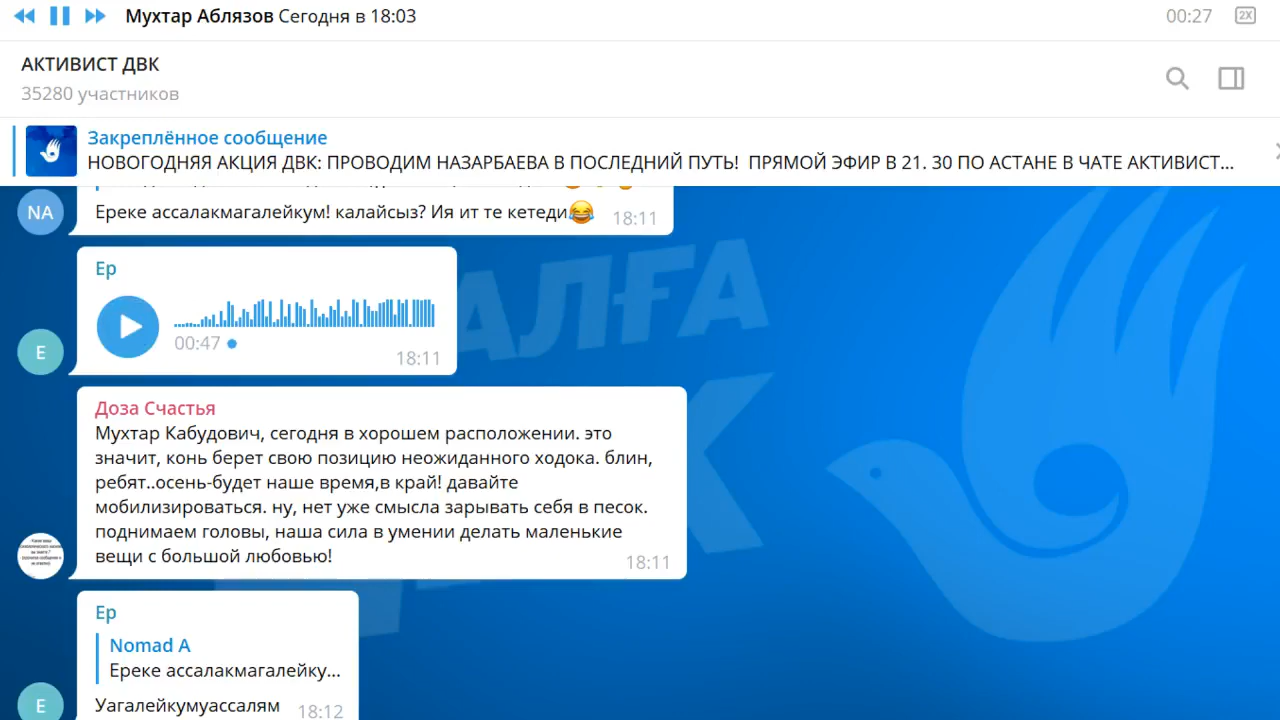 Мухтар Аблязов Сегодня в 18:03
00:27
2X
АКТИВИСТ ДВК
35280 участников
Закреплённое сообщение
НОВОГОДНЯЯ АКЦИЯ ДВК: ПРОВОДИМ НАЗАРБАЕВА В ПОСЛЕДНИЙ ПУТЬ! ПРЯМОЙ ЭФИР В 21. 30 ПО АСТАНЕ В ЧАТЕ АКТИВИСТ...
NA
Ереке ассалакмагалейкум! калайсыз? Ия ит те кетеди😂
18:11
Ер
00:47
18:11
E
АЛҒА
Доза Счастья
Мухтар Кабудович, сегодня в хорошем расположении. это
значит, конь берет свою позицию неожиданного ходока. блин,
ребят..осень-будет наше время,в край! давайте
мобилизироваться. ну, нет уже смысла зарывать себя в песок.
поднимаем головы, наша сила в умении делать маленькие
вещи с большой любовью!
18:11
Ер
Nomad A
Ереке ассалакмагалейку...
Уагалейкумуассалям
18:12
E